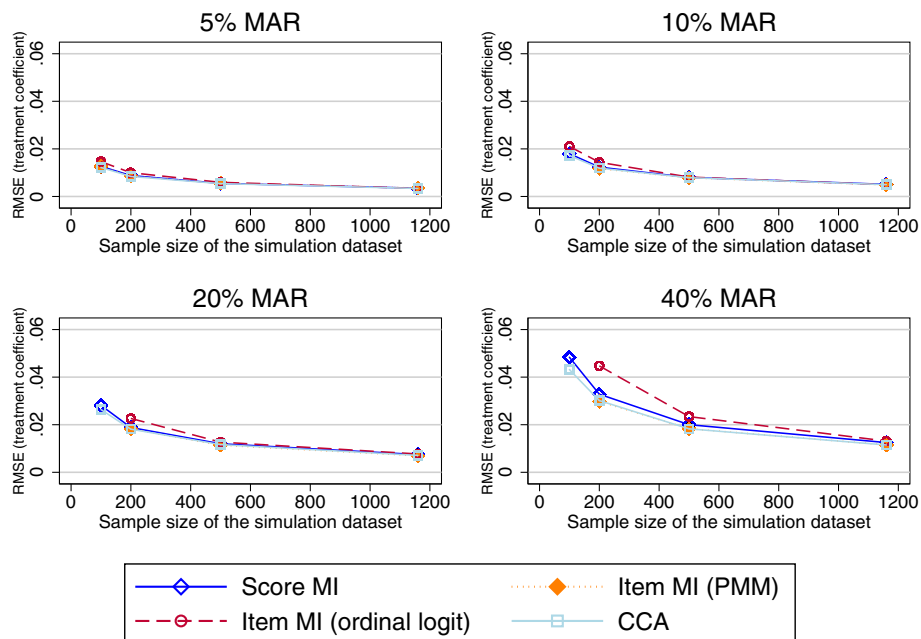 5% MAR
10% MAR
RMSE (treatment coefficient)
0 .02 .04 .06
0 200 400 600 800 1000 1200
Sample size of the simulation dataset
RMSE (treatment coefficient)
0 .02 .04 .06
0 200 400 600 800 1000 1200
Sample size of the simulation dataset
20% MAR
40% MAR
RMSE (treatment coefficient)
0 .02 .04 .06
0 200 400 600 800 1000 1200
Sample size of the simulation dataset
RMSE (treatment coefficient)
0 .02 .04 .06
0 200 400 600 800 1000 1200
Sample size of the simulation dataset
Score MI
Item MI (PMM)
Item MI (ordinal logit)
CCA